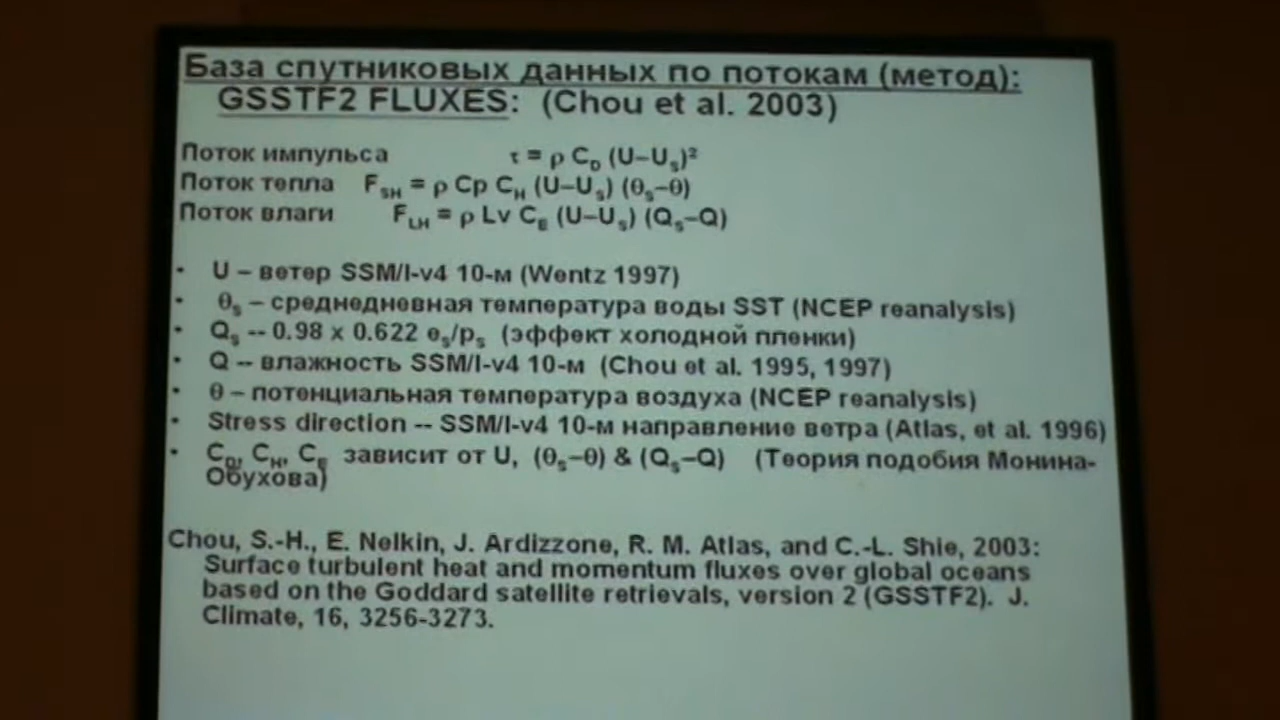 База спутниковых данных по потокам (метод):
GSSTF2 FLUXES: (Chou et al. 2003)
Поток импульса τ = ρ C_D (U–U_s)²
Поток тепла F_SH = ρ Cp C_H (U–U_s) (θ_s–θ)
Поток влаги F_LH = ρ Lv C_E (U–U_s) (Q_s–Q)
• U – ветер SSM/I-v4 10-м (Wentz 1997)
• θ_s – среднедневная температура воды SST (NCEP reanalysis)
• Q_s -- 0.98 x 0.622 e_s/p_s (эффект холодной пленки)
• Q -- влажность SSM/I-v4 10-м (Chou et al. 1995, 1997)
• θ – потенциальная температура воздуха (NCEP reanalysis)
• Stress direction -- SSM/I-v4 10-м направление ветра (Atlas, et al. 1996)
• C_D, C_H, C_E зависит от U, (θ_s–θ) & (Q_s–Q) (Теория подобия Монина-
Обухова)
Chou, S.-H., E. Nelkin, J. Ardizzone, R. M. Atlas, and C.-L. Shie, 2003:
Surface turbulent heat and momentum fluxes over global oceans
based on the Goddard satellite retrievals, version 2 (GSSTF2). J.
Climate, 16, 3256-3273.